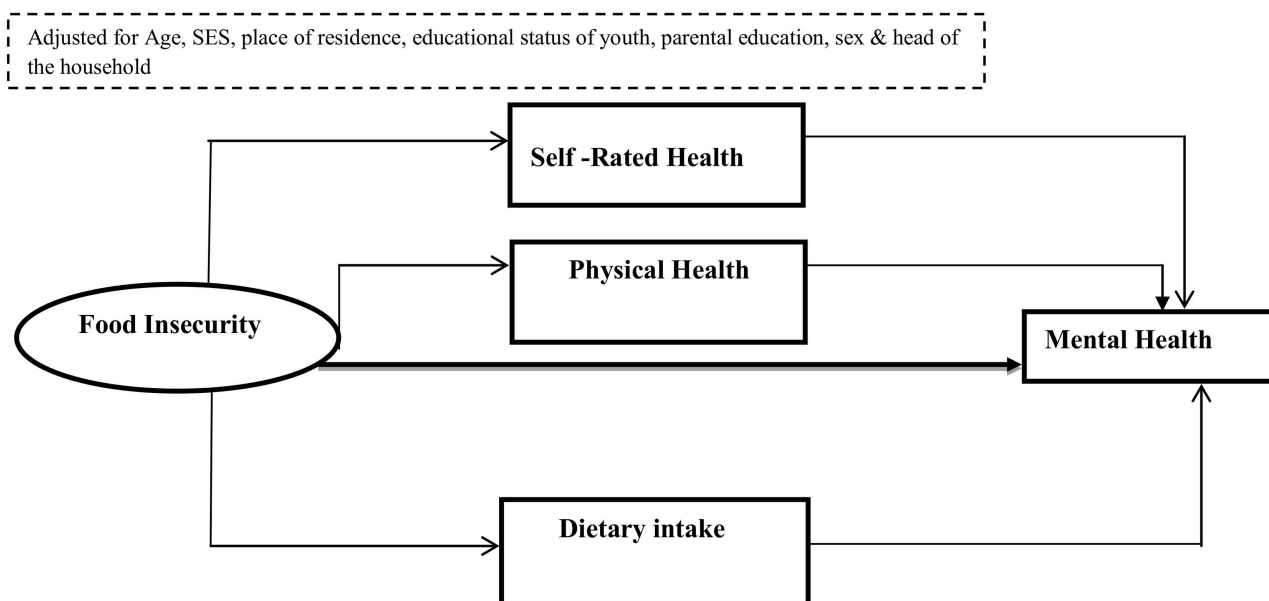 Adjusted for Age, SES, place of residence, educational status of youth, parental education, sex & head of
the household
Self -Rated Health
Physical Health
Food Insecurity
Mental Health
Dietary intake